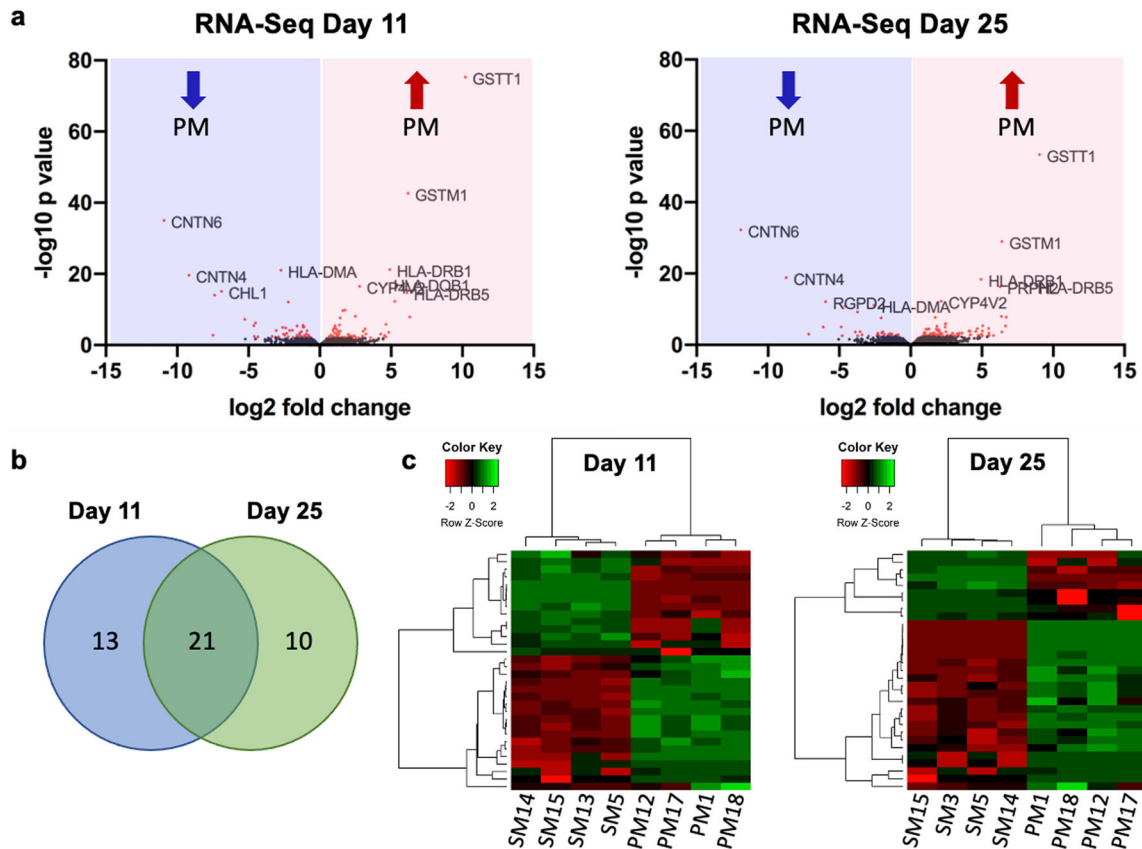 a
RNA-Seq Day 11
80
60
40
20
0
-log10 p value
-15 -10 -5 0 5 10 15
log2 fold change
PM
PM
GSTT1
GSTM1
CNTN6
CNTN4
CHL1
HLA-DMA
HLA-DRB1
HLA-DQB1
CYP4V2
HLA-DRB5
RNA-Seq Day 25
80
60
40
20
0
-log10 p value
-15 -10 -5 0 5 10 15
log2 fold change
PM
PM
GSTT1
GSTM1
CNTN6
CNTN4
RGPD2
HLA-DMA
HLA-DRB1
HLA-DRB5
CYP4V2
b
Day 11 Day 25
13 21 10
c
Color Key
-2 0 2
Row Z-Score
Day 11
SM14 SM15 SM13 SM5 PM12 PM17 PM1 PM18
Color Key
-2 0 2
Row Z-Score
Day 25
SM15 SM3 SM5 SM14 PM1 PM18 PM12 PM17